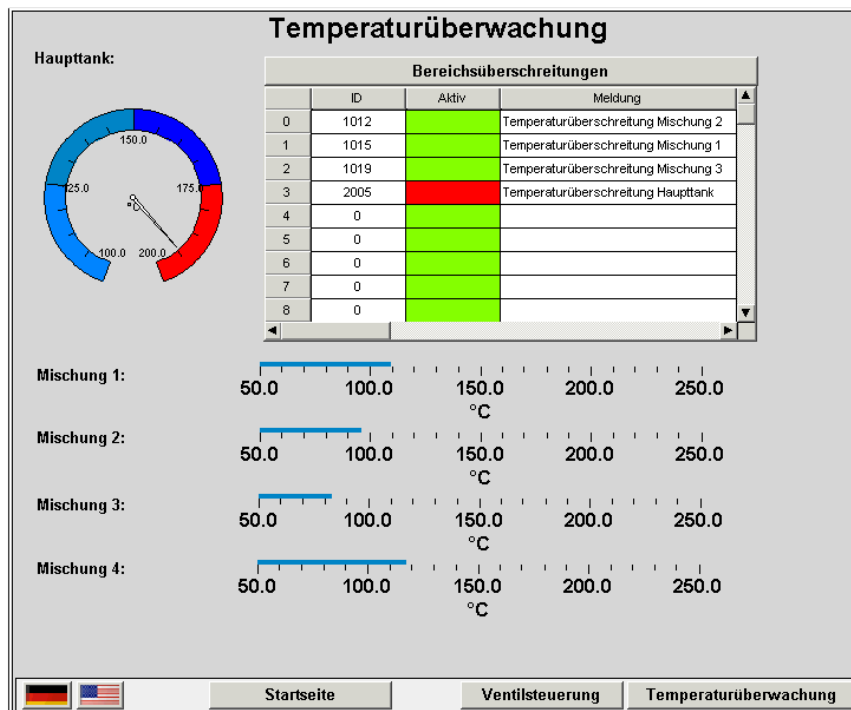 Temperaturüberwachung
Haupttank:
150.0
125.0
175.0
100.0 200.0
Bereichsüberschreitungen
ID Aktiv Meldung
0 1012 Temperaturüberschreitung Mischung 2
1 1015 Temperaturüberschreitung Mischung 1
2 1019 Temperaturüberschreitung Mischung 3
3 2005 Temperaturüberschreitung Haupttank
4 0
5 0
6 0
7 0
8 0
Mischung 1:
50.0 100.0 150.0 200.0 250.0
°C
Mischung 2:
50.0 100.0 150.0 200.0 250.0
°C
Mischung 3:
50.0 100.0 150.0 200.0 250.0
°C
Mischung 4:
50.0 100.0 150.0 200.0 250.0
°C
Startseite Ventilsteuerung Temperaturüberwachung